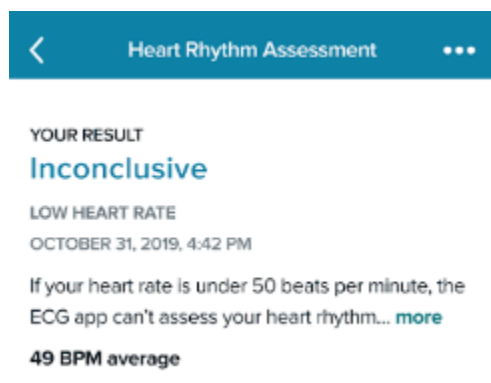 Heart Rhythm Assessment
YOUR RESULT
Inconclusive
LOW HEART RATE
OCTOBER 31, 2019, 4:42 PM
If your heart rate is under 50 beats per minute, the
ECG app can't assess your heart rhythm... more
49 BPM average